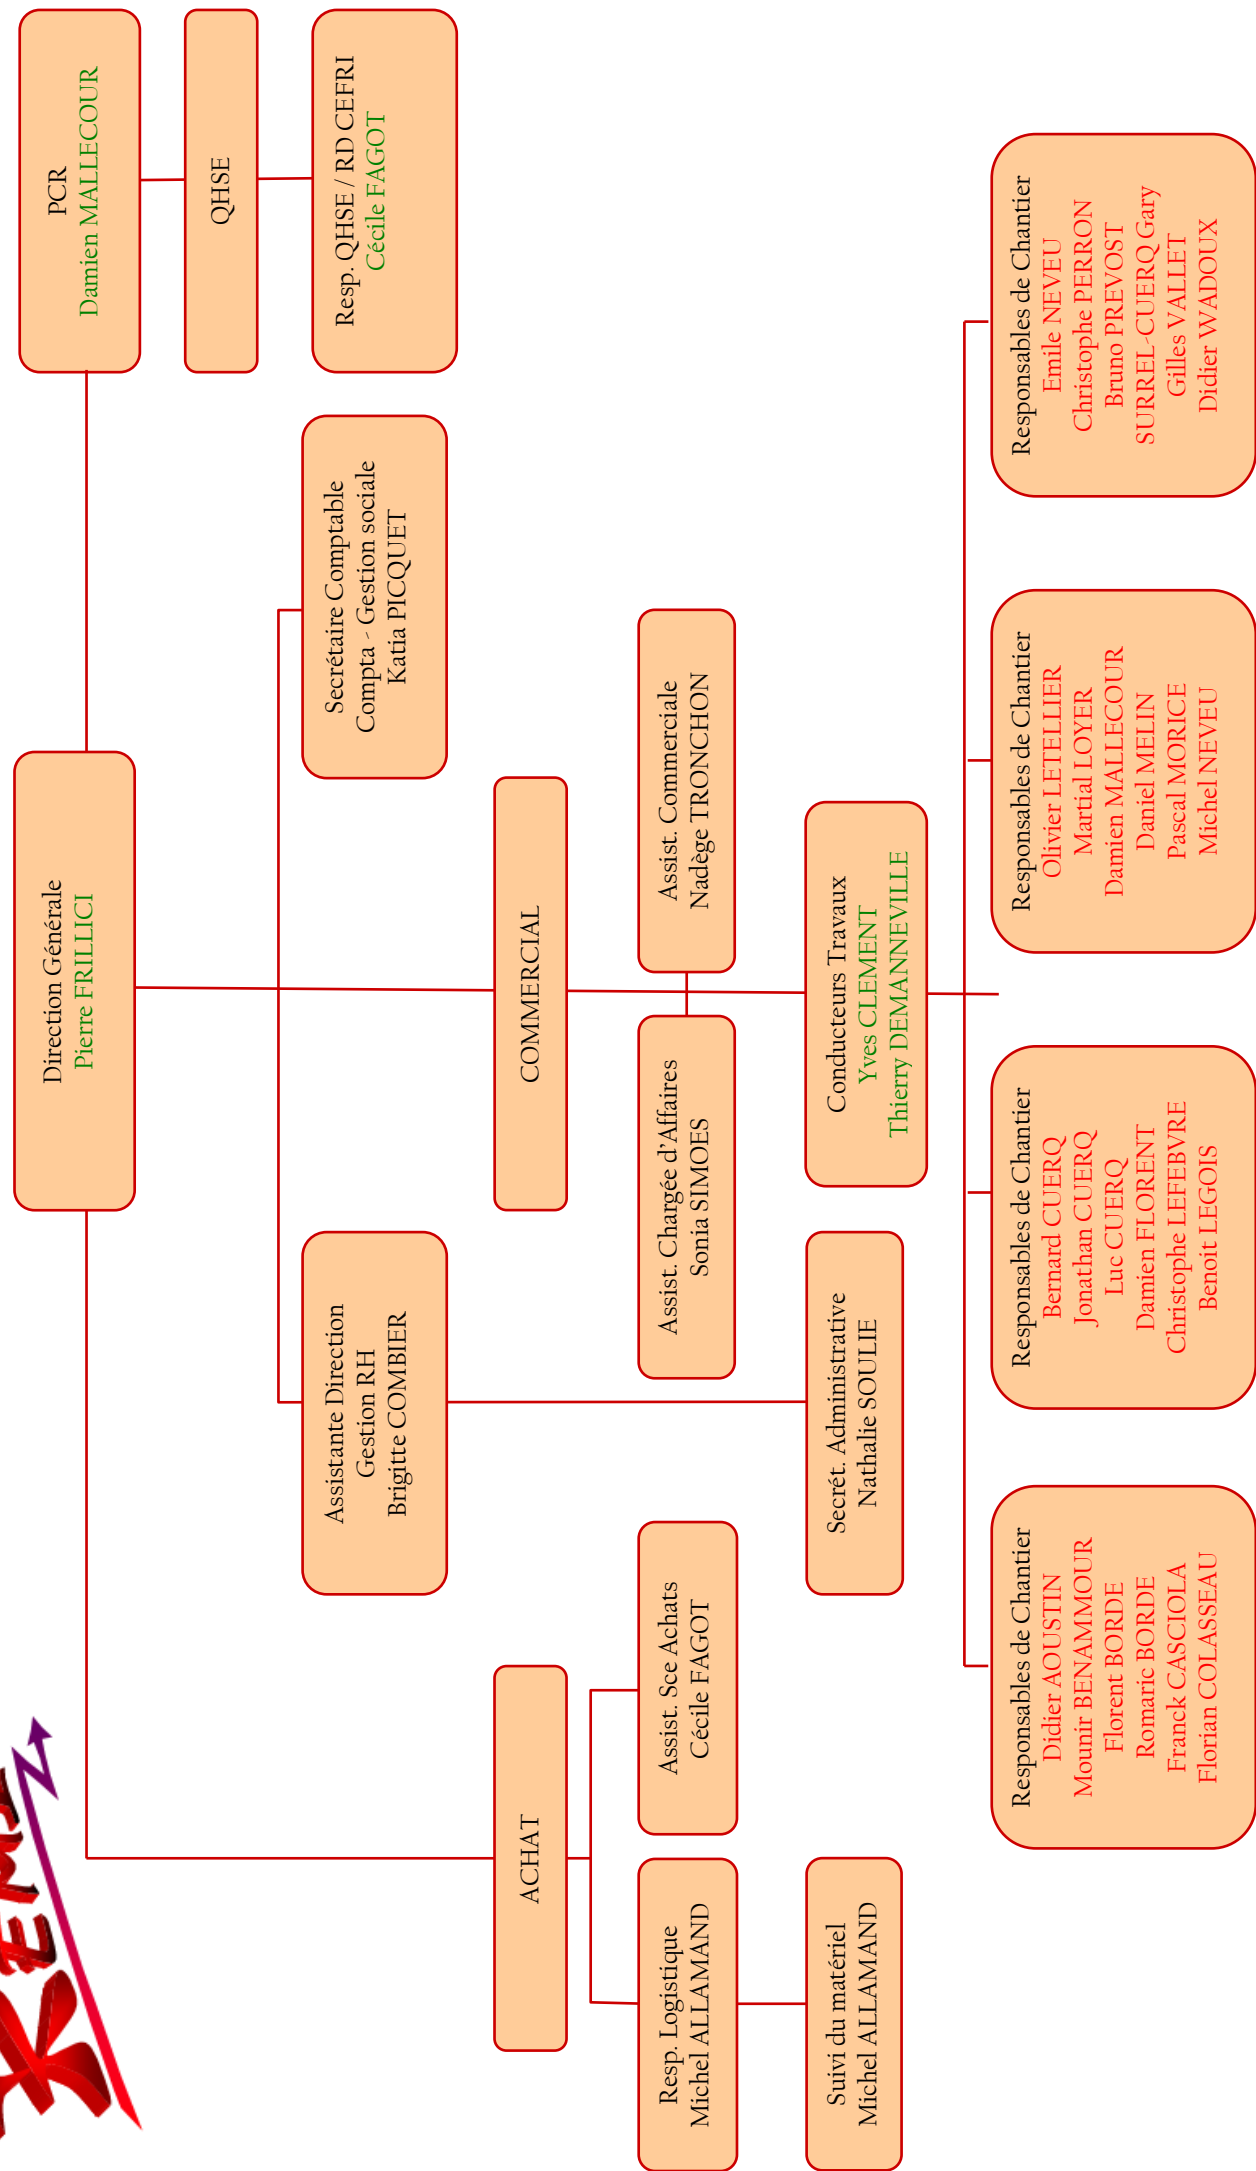 Direction Générale
Pierre FRILLICI
PCR
Damien MALLECOUR
QHSE
Resp. QHSE / RD CEFRI
Cécile FAGOT
Assistante Direction
Gestion RH
Brigitte COMBIER
Secrétaire Comptable
Compta - Gestion sociale
Katia PICQUET
ACHAT
COMMERCIAL
Resp. Logistique
Michel ALLAMAND
Assist. Sce Achats
Cécile FAGOT
Assist. Chargée d'Affaires
Sonia SIMOES
Assist. Commerciale
Nadège TRONCHON
Suivi du matériel
Michel ALLAMAND
Secrét. Administrative
Nathalie SOULIE
Conducteurs Travaux
Yves CLEMENT
Thierry DEMANNEVILLE
Responsables de Chantier
Didier AOUSTIN
Mounir BENAMMOUR
Florent BORDE
Romaric BORDE
Franck CASCIOLA
Florian COLASSEAU
Responsables de Chantier
Bernard CUERQ
Jonathan CUERQ
Luc CUERQ
Damien FLORENT
Christophe LEFEBVRE
Benoit LEGOIS
Responsables de Chantier
Olivier LETELLIER
Martial LOYER
Damien MALLECOUR
Daniel MELIN
Pascal MORICE
Michel NEVEU
Responsables de Chantier
Emile NEVEU
Christophe PERRON
Bruno PREVOST
SURREL-CUERQ Gary
Gilles VALLET
Didier WADOUX